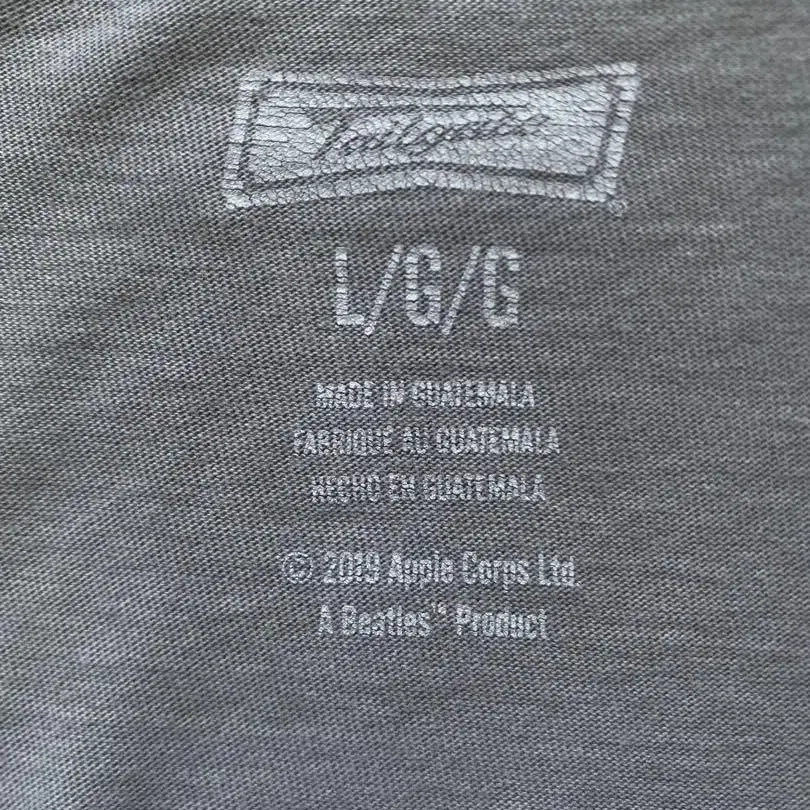 Tailgate
L/G/G
MADE IN GUATEMALA
FABRIQUÉ AU GUATEMALA
HECHO EN GUATEMALA
© 2019 Apple Corps Ltd.
A Beatles™ Product